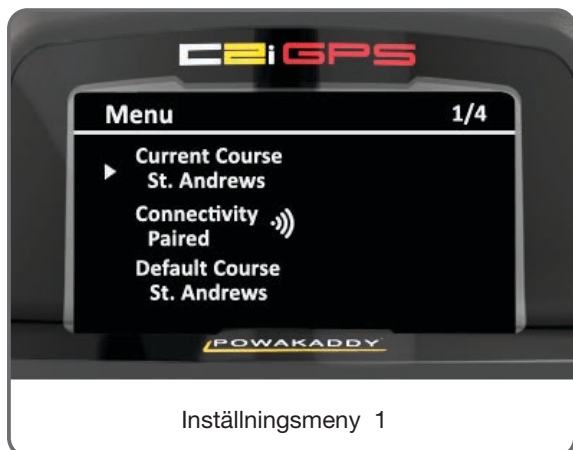 C2i GPS
Menu 1/4
Current Course
St. Andrews
Connectivity
Paired
Default Course
St. Andrews
POWAKADDY
Inställningsmeny 1